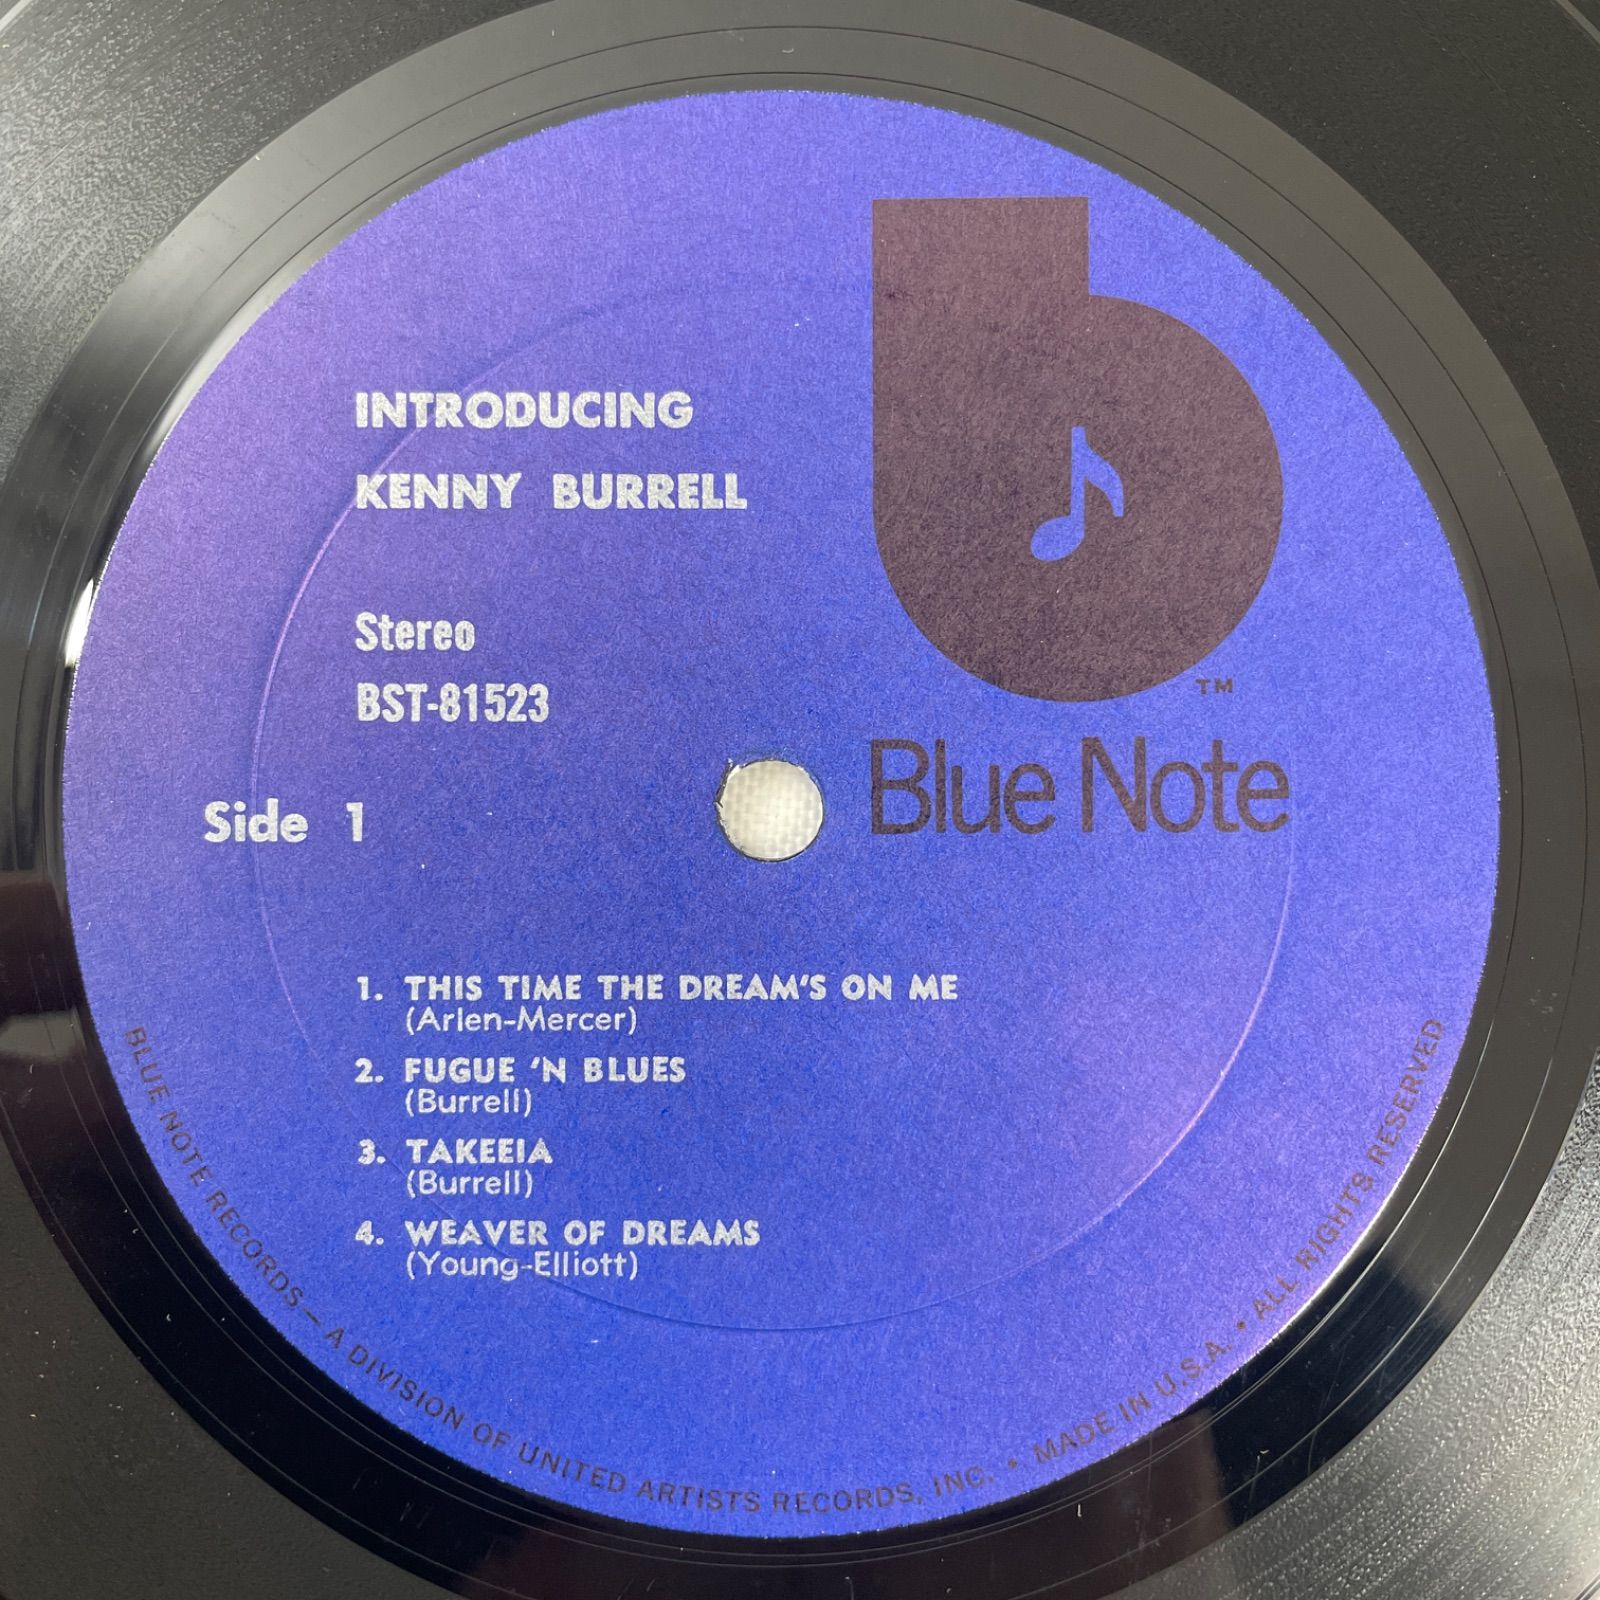 INTRODUCING
KENNY BURRELL
Stereo
BST-81523
Side 1
TM
Blue Note
1. THIS TIME THE DREAM'S ON ME
(Arlen-Mercer)
2. FUGUE 'N BLUES
(Burrell)
3. TAKEEIA
(Burrell)
4. WEAVER OF DREAMS
(Young-Elliott)
BLUE NOTE RECORDS—A DIVISION OF UNITED ARTISTS RECORDS, INC. • MADE IN U.S.A. • ALL RIGHTS RESERVED